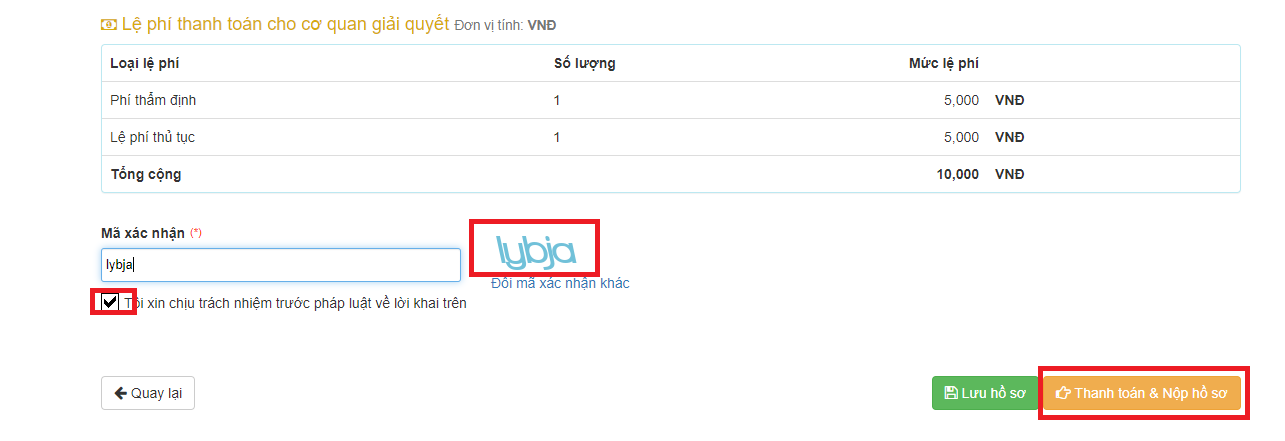 Lệ phí thanh toán cho cơ quan giải quyết Đơn vị tính: VNĐ
Loại lệ phí Số lượng Mức lệ phí
Phí thẩm định 1 5,000 VNĐ
Lệ phí thủ tục 1 5,000 VNĐ
Tổng cộng 10,000 VNĐ
Mã xác nhận (*)
lybja lybja
Đổi mã xác nhận khác
Tôi xin chịu trách nhiệm trước pháp luật về lời khai trên
Quay lại Lưu hồ sơ Thanh toán & Nộp hồ sơ